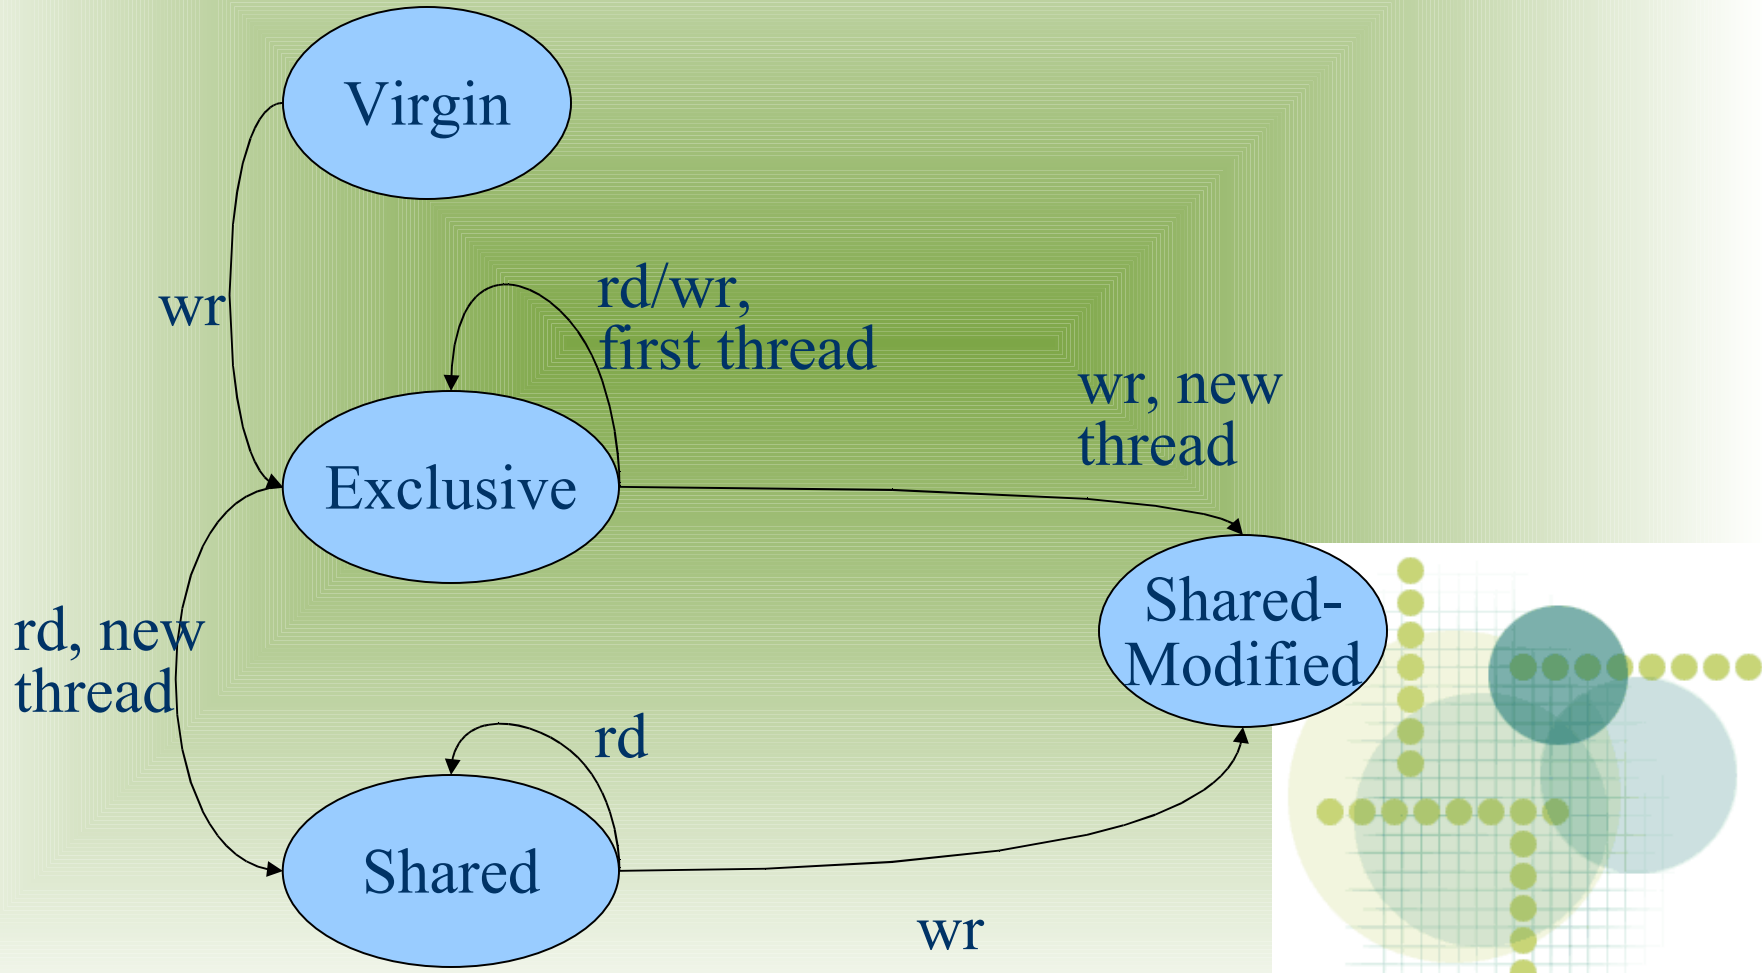 Virgin
wr
rd/wr,
first thread
wr, new
thread
Exclusive
Shared-
Modified
rd, new
thread
rd
Shared
wr